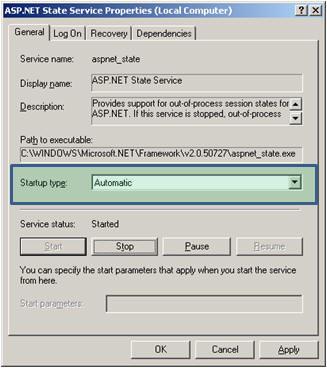 ASP.NET State Service Properties (Local Computer)
General Log On Recovery Dependencies
Service name: aspnet_state
Display name: ASP.NET State Service
Description: Provides support for out-of-process session states for
ASP.NET. If this service is stopped, out-of-process
Path to executable:
C:\WINDOWS\Microsoft.NET\Framework\v2.0.50727\aspnet_state.exe
Startup type: Automatic
Service status: Started
Start Stop Pause Resume
You can specify the start parameters that apply when you start the service
from here.
Start parameters:
OK Cancel Apply